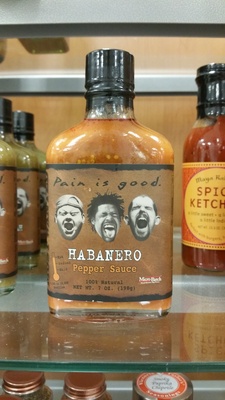 Pain is good.
HABANERO
Pepper Sauce
100% Natural
NET WT. 7 OZ. (198g)
SPIC
KETCH